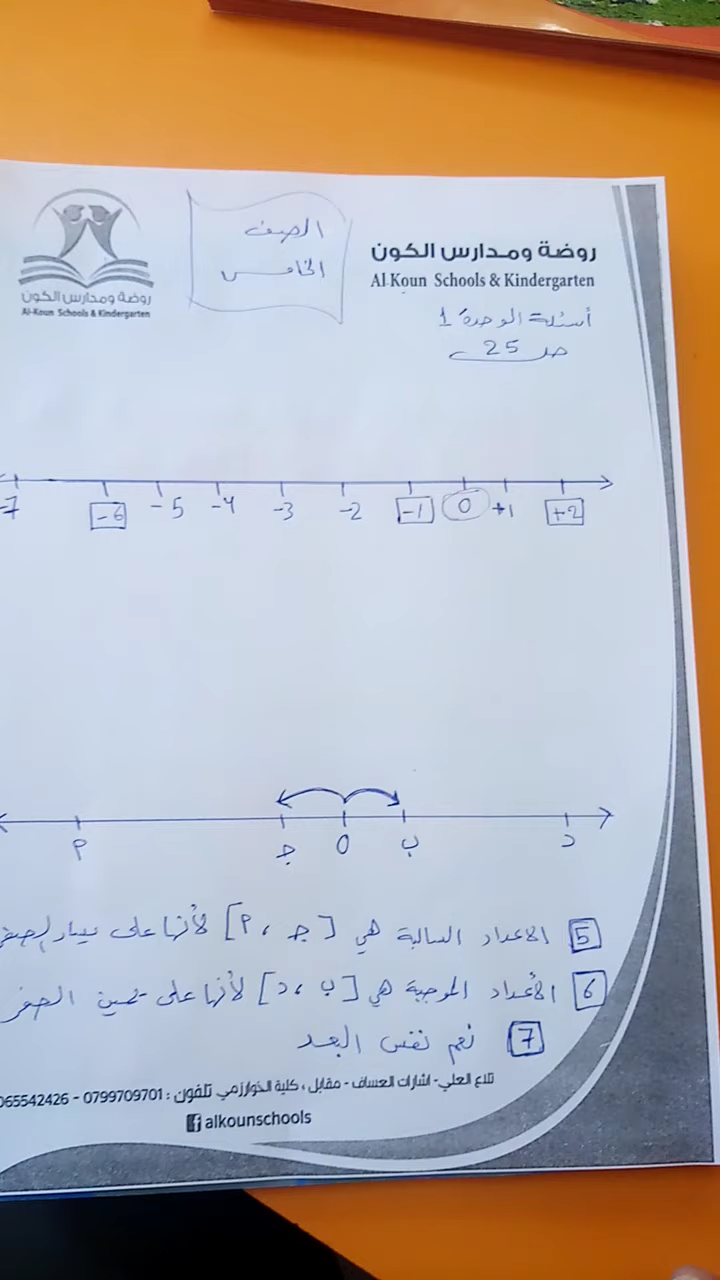 روضة ومدارس الكون
Al-Koun Schools & Kindergarten
الصف
الخامس
روضة ومدارس الكون
Al-Koun Schools & Kindergarten
أسئلة الوحدة 1
صـ 25
-7 -6 -5 -4 -3 -2 -1 0 +1 +2
م جـ 0 ب د
5 الاعداد السالبة هي [جـ ، م] لأنها على يسار الصفر
6 الأعداد الموجبة هي [ب ، د] لأنها على يمين الصفر
7 نعم نفس البعد
تلاع العلي - اشارات العساف - مقابل ، كلية الخوارزمي تلفون : 0799709701 - 065542426
alkounschools